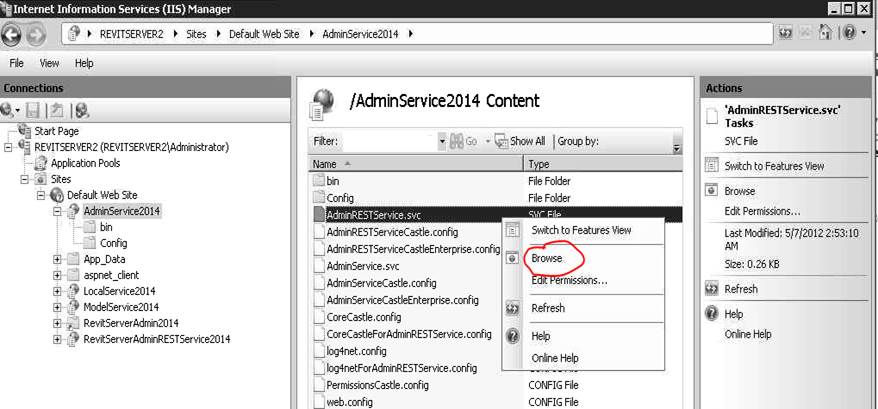 Internet Information Services (IIS) Manager
REVITSERVER2 Sites Default Web Site AdminService2014
File View Help
Connections
Start Page
REVITSERVER2 (REVITSERVER2\Administrator)
Application Pools
Sites
Default Web Site
AdminService2014
bin
Config
App_Data
aspnet_client
LocalService2014
ModelService2014
RevitServerAdmin2014
RevitServerAdminRESTService2014
/AdminService2014 Content
Filter: Go Show All Group by:
Name Type
bin File Folder
Config File Folder
AdminRESTService.svc SVC File
AdminRESTServiceCastle.config
AdminRESTServiceCastleEnterprise.config
AdminService.svc
AdminServiceCastle.config
AdminServiceCastleEnterprise.config
CoreCastle.config
CoreCastleForAdminRESTService.config
log4net.config
log4netForAdminRESTService.config
PermissionsCastle.config CONFIG File
web.config CONFIG File
Switch to Features View
Browse
Edit Permissions...
Refresh
Help
Online Help
Actions
'AdminRESTService.svc'
Tasks
SVC File
Switch to Features View
Browse
Edit Permissions...
Last Modified: 5/7/2012 2:53:10
AM
Size: 0.26 KB
Refresh
Help
Online Help